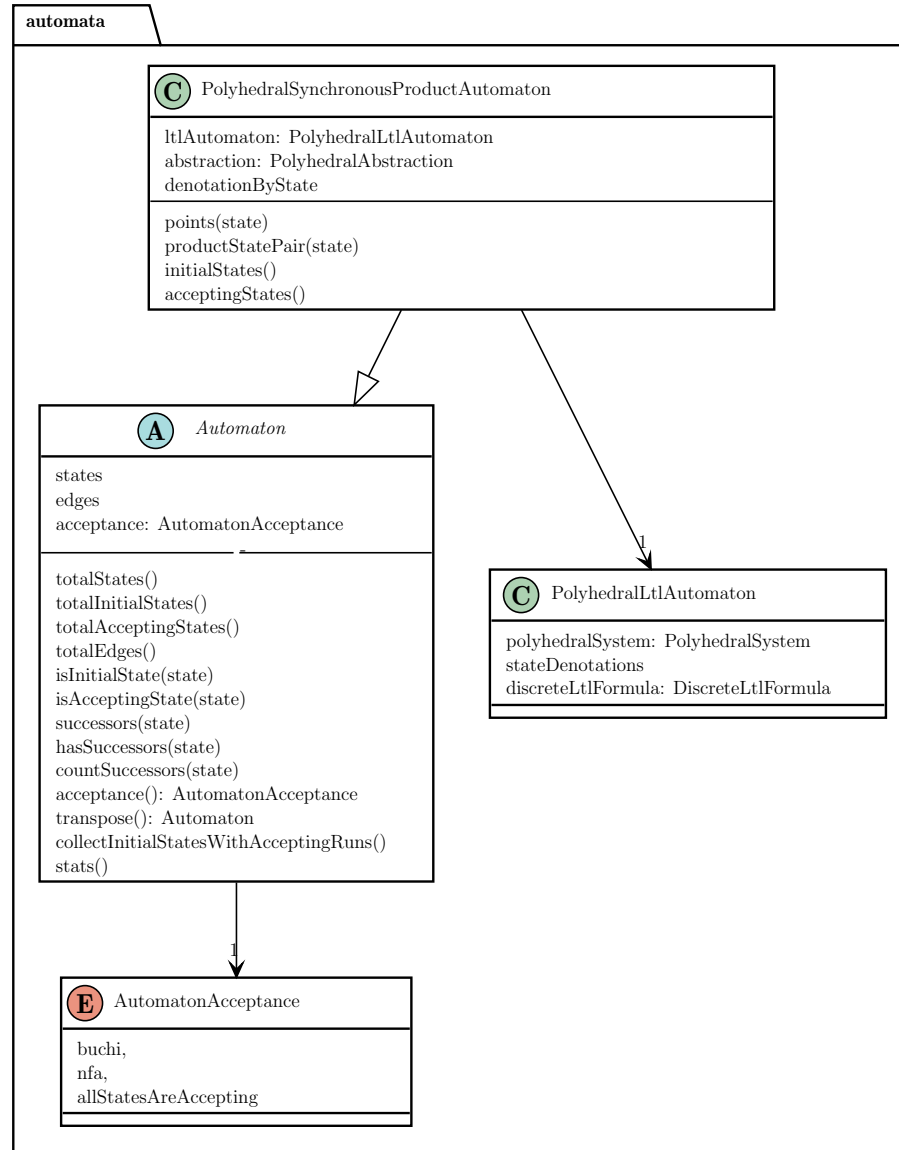 automata
C PolyhedralSynchronousProductAutomaton
ltlAutomaton: PolyhedralLtlAutomaton
abstraction: PolyhedralAbstraction
denotationByState
points(state)
productStatePair(state)
initialStates()
acceptingStates()
A Automaton
states
edges
acceptance: AutomatonAcceptance
totalStates()
totalInitialStates()
totalAcceptingStates()
totalEdges()
isInitialState(state)
isAcceptingState(state)
successors(state)
hasSuccessors(state)
countSuccessors(state)
acceptance(): AutomatonAcceptance
transpose(): Automaton
collectInitialStatesWithAcceptingRuns()
stats()
1
C PolyhedralLtlAutomaton
polyhedralSystem: PolyhedralSystem
stateDenotations
discreteLtlFormula: DiscreteLtlFormula
1
E AutomatonAcceptance
buchi,
nfa,
allStatesAreAccepting